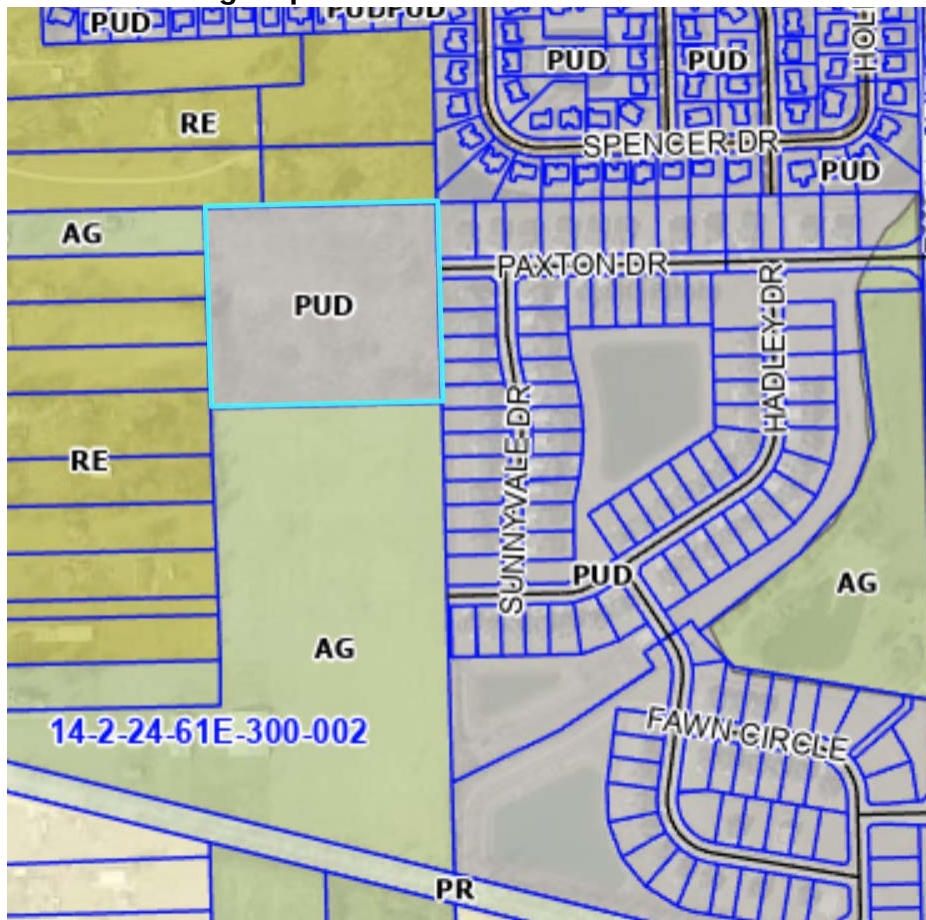 PUD
PUDPUD
PUD
PUD
RE
SPENCER DR
PUD
AG
PAXTON DR
PUD
HADLEY DR
SUNNYVALE DR
RE
PUD
AG
AG
14-2-24-61E-300-002
FAWN CIRCLE
PR